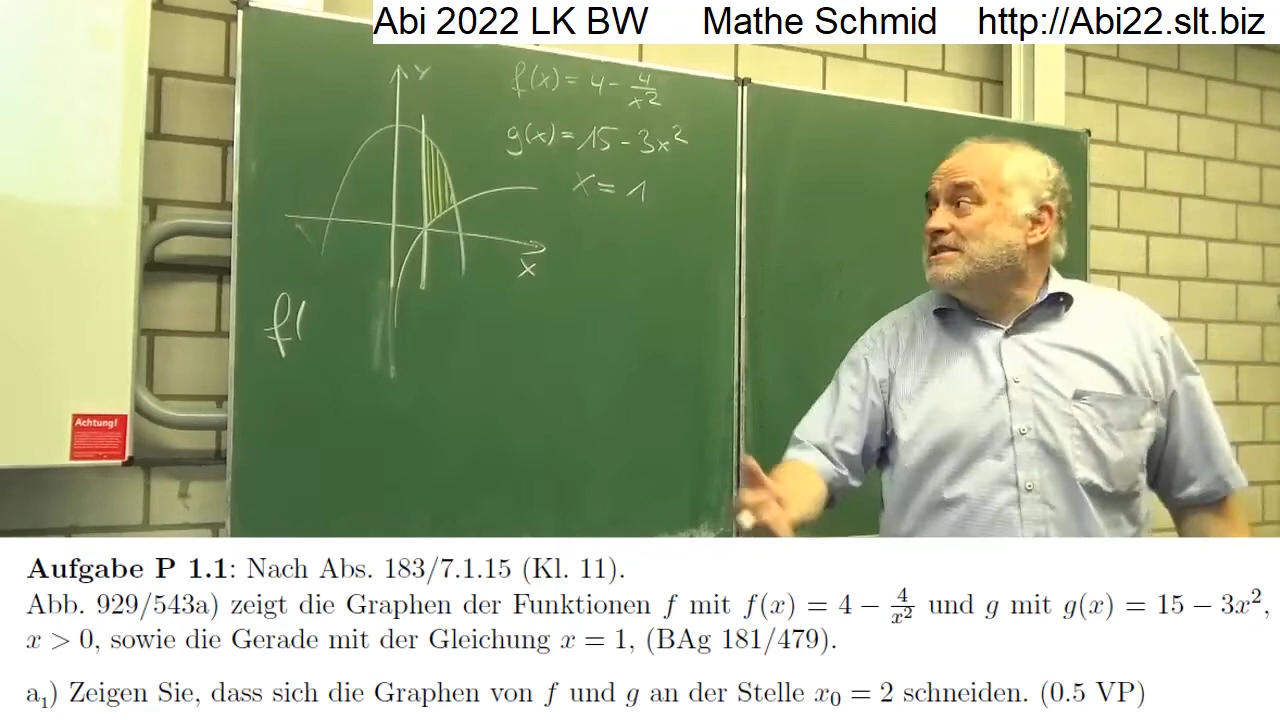 Abi 2022 LK BW Mathe Schmid http://Abi22.slt.biz
y
f(x) = 4 - 4/x²
g(x) = 15 - 3x²
x = 1
x
f(
Achtung!
Aufgabe P 1.1: Nach Abs. 183/7.1.15 (Kl. 11).
Abb. 929/543a) zeigt die Graphen der Funktionen f mit f(x) = 4 − 4/x² und g mit g(x) = 15 − 3x²,
x > 0, sowie die Gerade mit der Gleichung x = 1, (BAg 181/479).
a₁) Zeigen Sie, dass sich die Graphen von f und g an der Stelle x₀ = 2 schneiden. (0.5 VP)